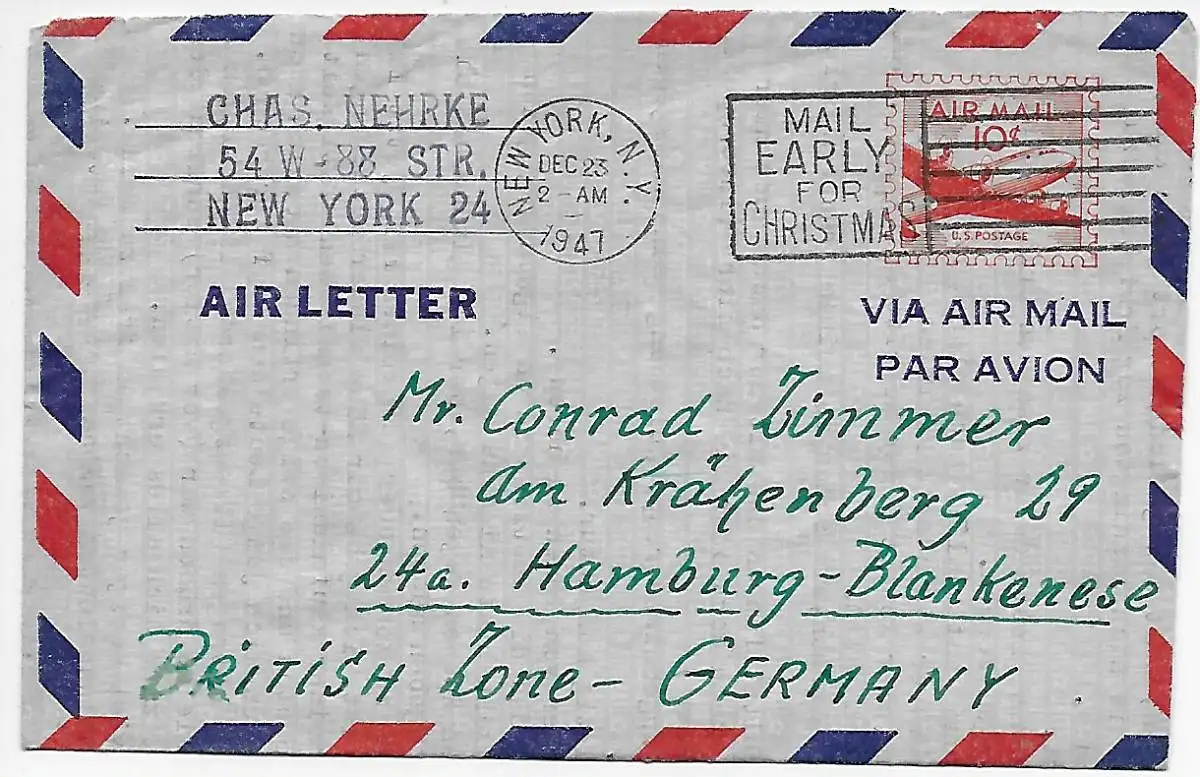 CHAS. NEHRKE
54 W-88 STR.
NEW YORK 24
NEW YORK, N.Y.
DEC 23
2-AM
1947
MAIL
EARLY
FOR
CHRISTMAS
AIR MAIL
10¢
U.S. POSTAGE
AIR LETTER
VIA AIR MAIL
PAR AVION
Mr. Conrad Zimmer
am Krähenberg 29
24a. Hamburg-Blankenese
BRITISH Zone - GERMANY